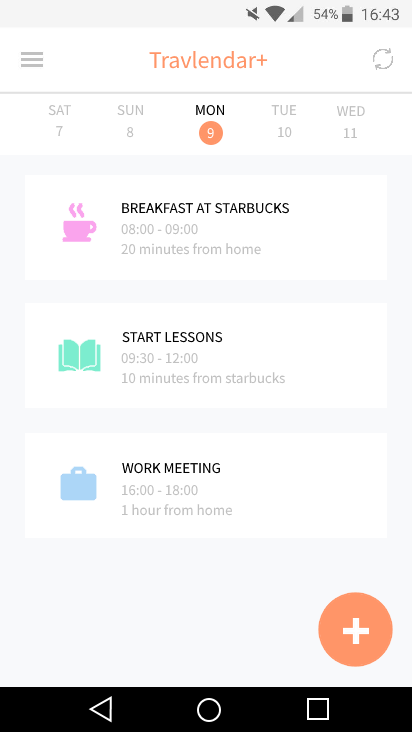 54% 16:43
Travlendar+
SAT SUN MON TUE WED
7 8 9 10 11
BREAKFAST AT STARBUCKS
08:00 - 09:00
20 minutes from home
START LESSONS
09:30 - 12:00
10 minutes from starbucks
WORK MEETING
16:00 - 18:00
1 hour from home
+